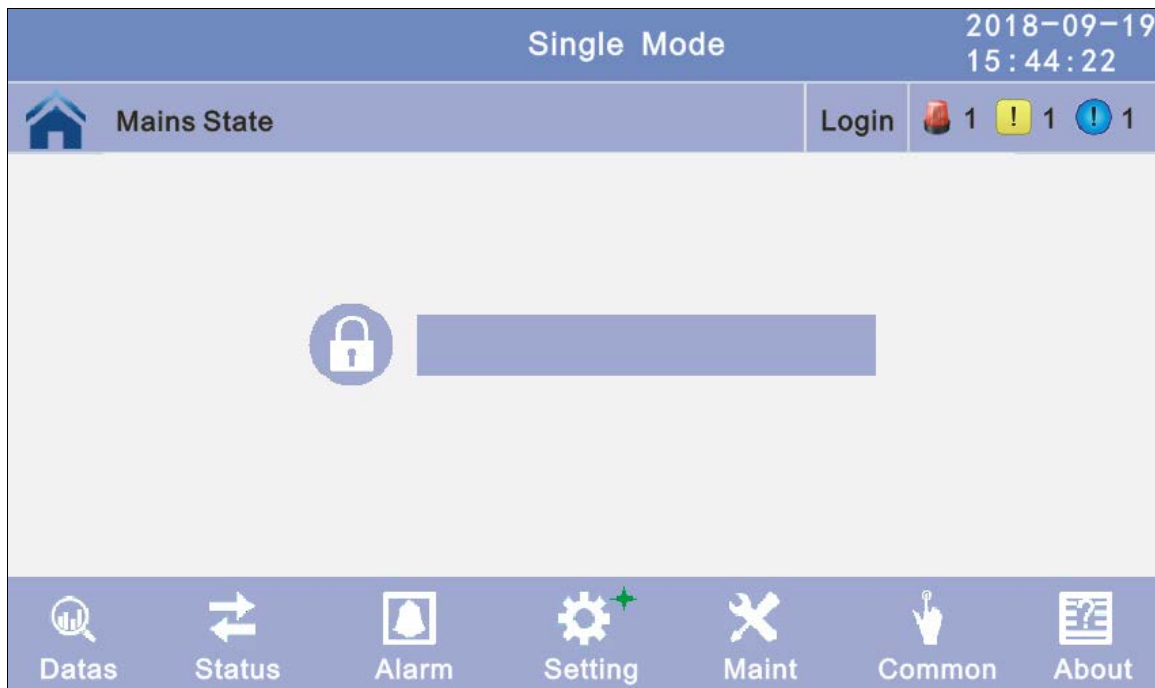 Single Mode
2018-09-19
15:44:22
Mains State
Login
1
! 1
! 1
Datas
Status
Alarm
Setting
Maint
Common
About